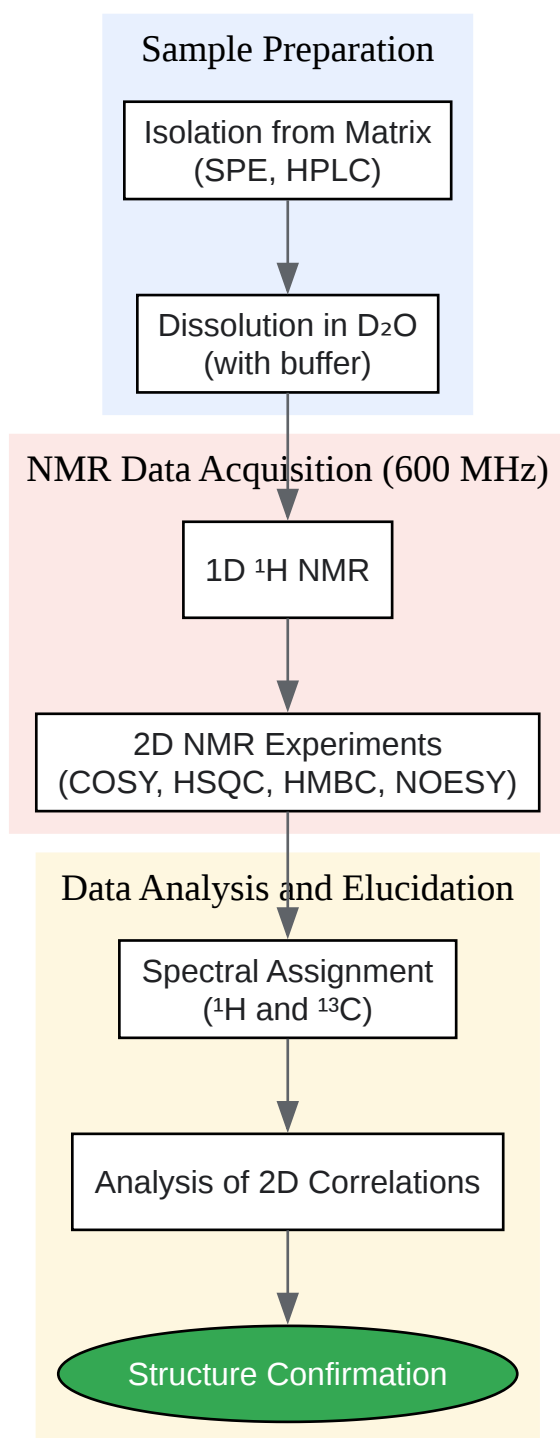 Sample Preparation
Isolation from Matrix
(SPE, HPLC)
Dissolution in D₂O
(with buffer)
NMR Data Acquisition (600 MHz)
1D ¹H NMR
2D NMR Experiments
(COSY, HSQC, HMBC, NOESY)
Data Analysis and Elucidation
Spectral Assignment
(¹H and ¹³C)
Analysis of 2D Correlations
Structure Confirmation